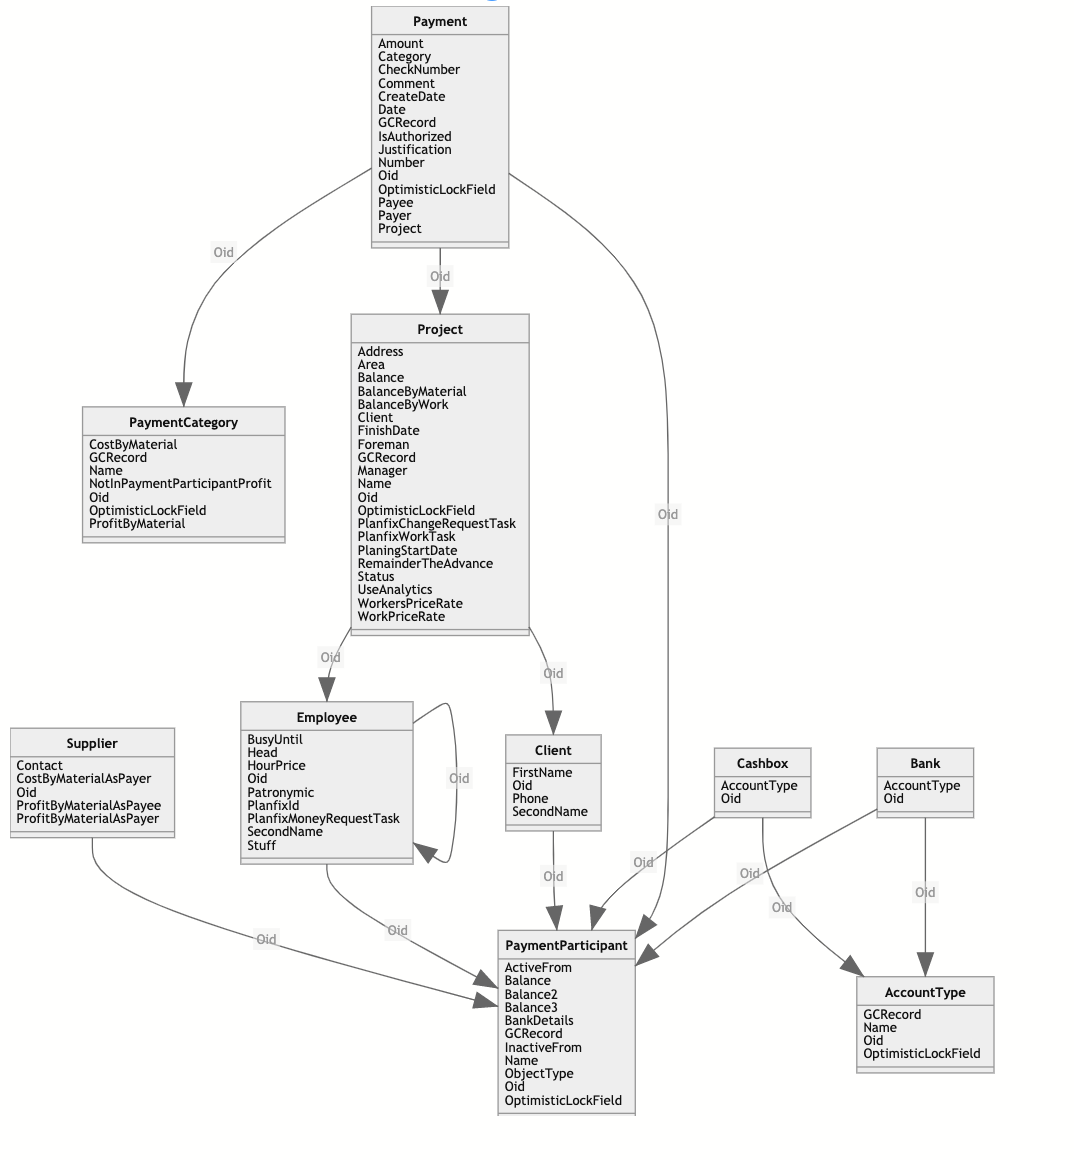 Payment
Amount
Category
CheckNumber
Comment
CreateDate
Date
GCRecord
IsAuthorized
Justification
Number
Oid
OptimisticLockField
Payee
Payer
Project
Oid
Oid
Oid
Project
Address
Area
Balance
BalanceByMaterial
BalanceByWork
Client
FinishDate
Foreman
GCRecord
Manager
Name
Oid
OptimisticLockField
PlanfixChangeRequestTask
PlanfixWorkTask
PlaningStartDate
RemainderTheAdvance
Status
UseAnalytics
WorkersPriceRate
WorkPriceRate
PaymentCategory
CostByMaterial
GCRecord
Name
NotInPaymentParticipantProfit
Oid
OptimisticLockField
ProfitByMaterial
Oid
Oid
Supplier
Contact
CostByMaterialAsPayer
Oid
ProfitByMaterialAsPayee
ProfitByMaterialAsPayer
Employee
BusyUntil
Head
HourPrice
Oid
Patronymic
PlanfixId
PlanfixMoneyRequestTask
SecondName
Stuff
Oid
Client
FirstName
Oid
Phone
SecondName
Cashbox
AccountType
Oid
Bank
AccountType
Oid
Oid
Oid
Oid
Oid
Oid
Oid
Oid
PaymentParticipant
ActiveFrom
Balance
Balance2
Balance3
BankDetails
GCRecord
InactiveFrom
Name
ObjectType
Oid
OptimisticLockField
AccountType
GCRecord
Name
Oid
OptimisticLockField